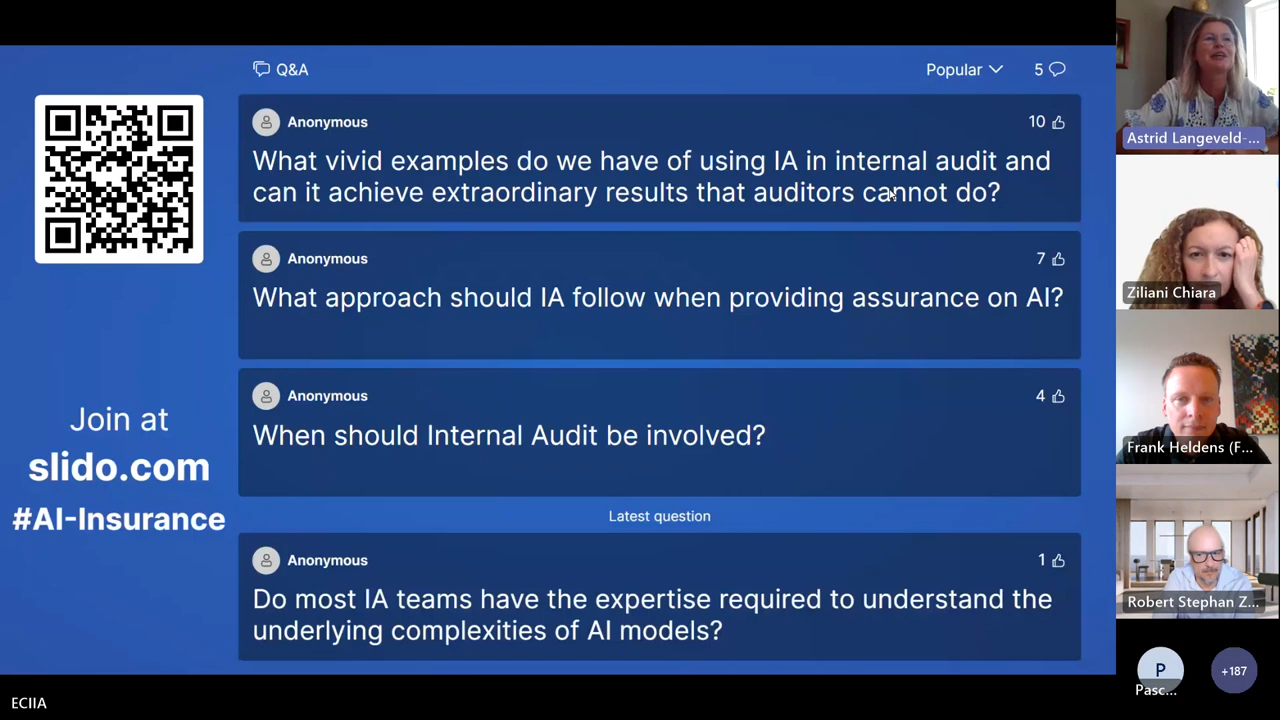 Q&A
Popular
5
Anonymous
10
What vivid examples do we have of using IA in internal audit and
can it achieve extraordinary results that auditors cannot do?
Anonymous
7
What approach should IA follow when providing assurance on AI?
Anonymous
4
When should Internal Audit be involved?
Latest question
Anonymous
1
Do most IA teams have the expertise required to understand the
underlying complexities of AI models?
Join at
slido.com
#AI-Insurance
ECIIA
Astrid Langeveld-...
Ziliani Chiara
Frank Heldens (F...
Robert Stephan Z...
P
Pasc...
+187